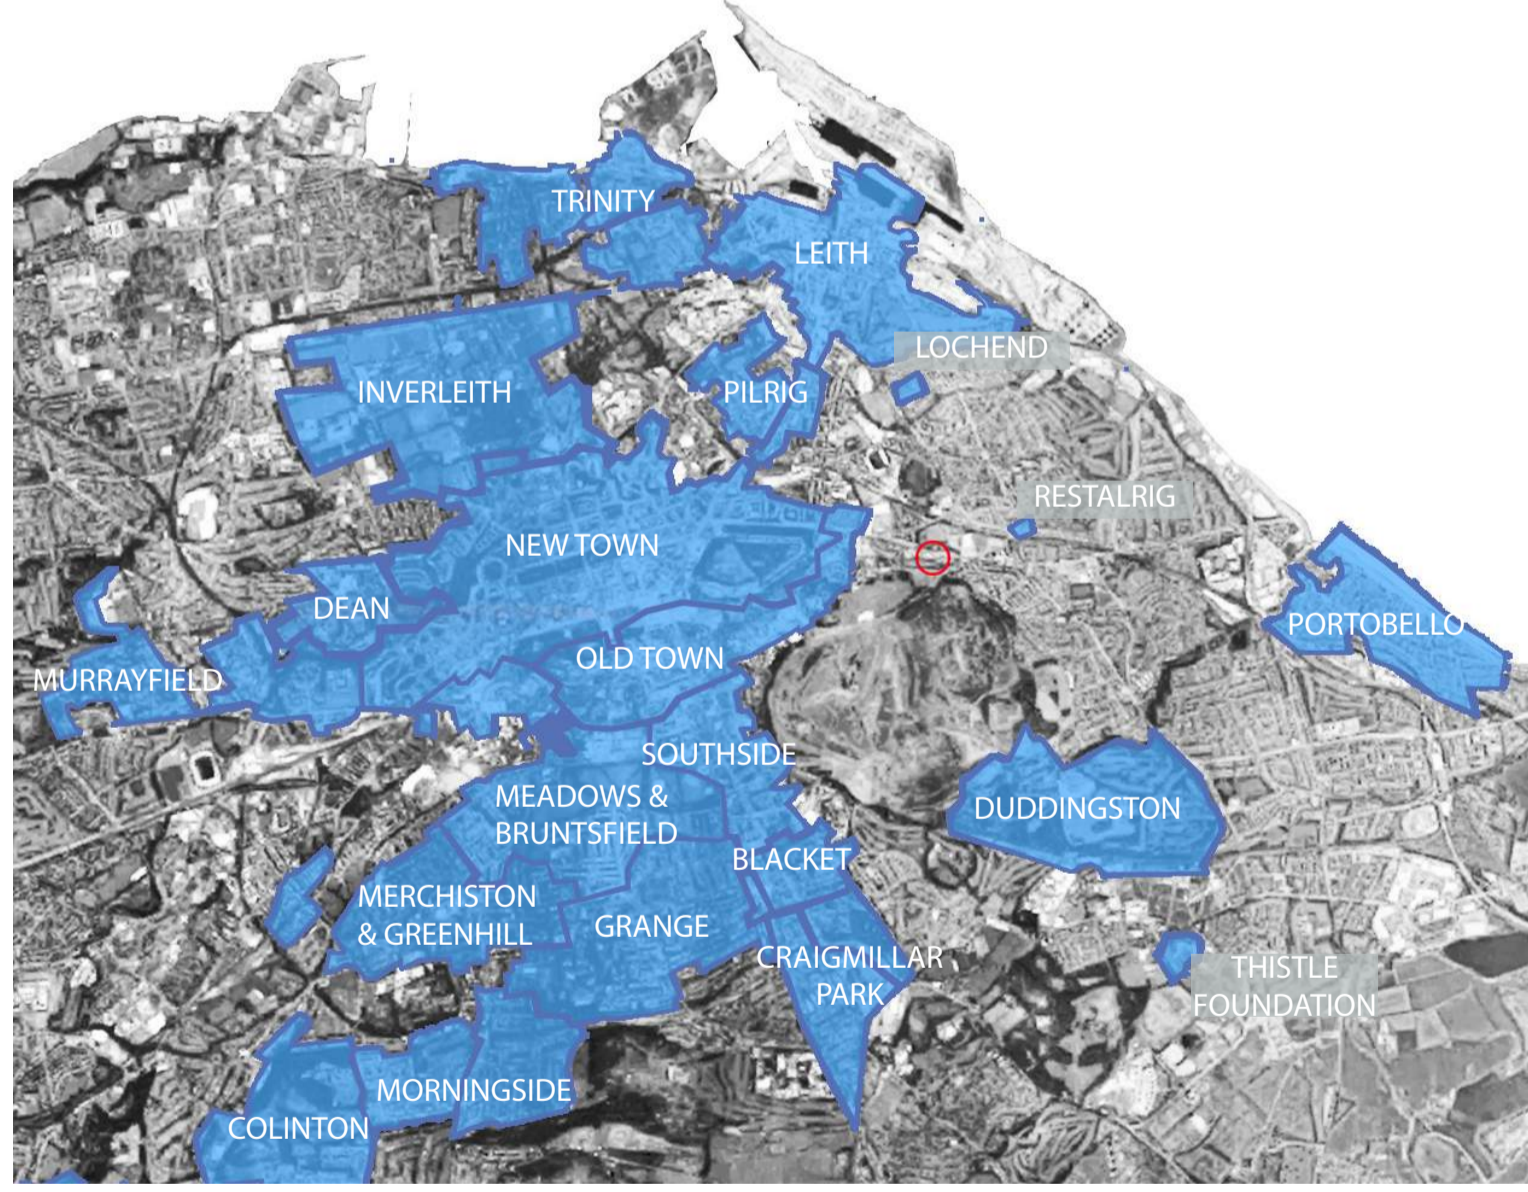 TRINITY
LEITH
LOCHEND
INVERLEITH
PILRIG
RESTALRIG
NEW TOWN
DEAN
PORTOBELLO
OLD TOWN
MURRAYFIELD
SOUTHSIDE
MEADOWS &
BRUNTSFIELD
DUDDINGSTON
BLACKET
MERCHISTON
& GREENHILL
GRANGE
CRAIGMILLAR
PARK
THISTLE
FOUNDATION
MORNINGSIDE
COLINTON